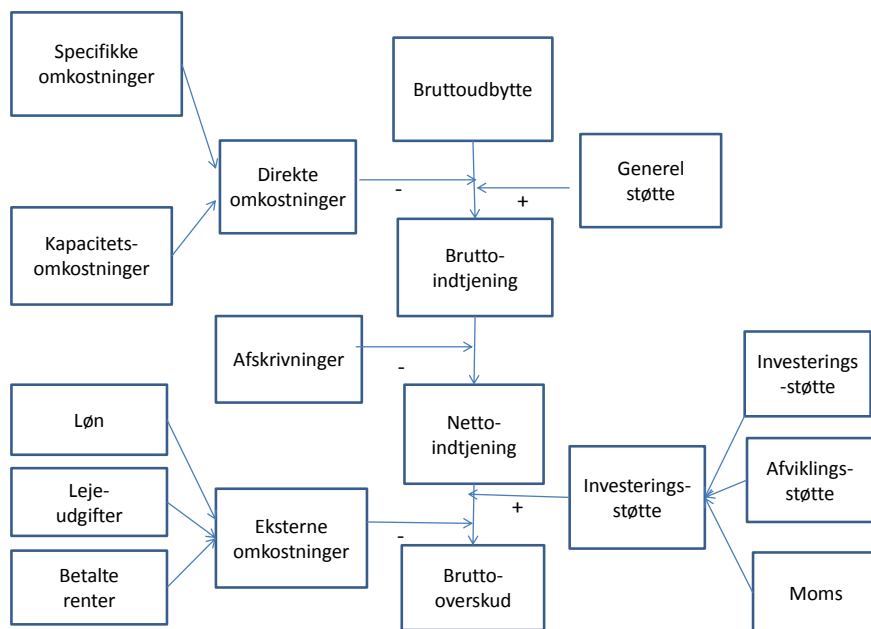 Specifikke
omkostninger
Bruttoudbytte
Direkte
omkostninger
Generel
støtte
-
+
Kapacitets-
omkostninger
Brutto-
indtjening
Afskrivninger
-
Investerings
-støtte
Løn
Netto-
indtjening
Leje-
udgifter
Afviklings-
støtte
Eksterne
omkostninger
Investerings-
støtte
+
-
Betalte
renter
Brutto-
overskud
Moms